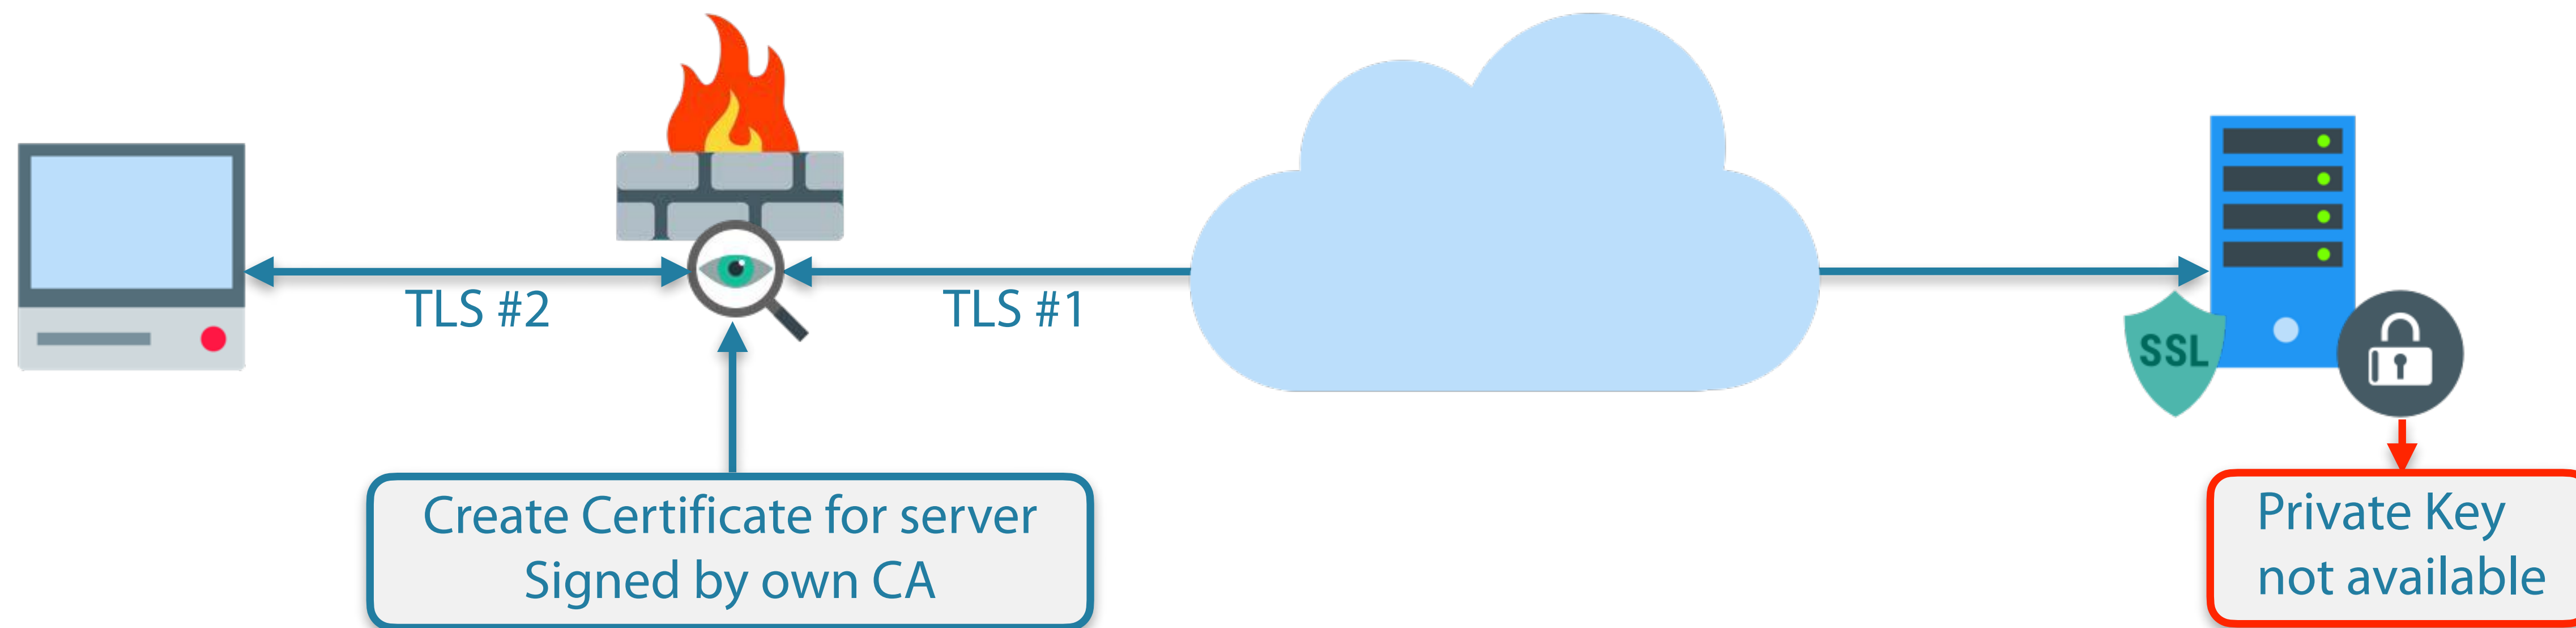 TLS #2
TLS #1
SSL
Create Certificate for server
Signed by own CA
Private Key
not available